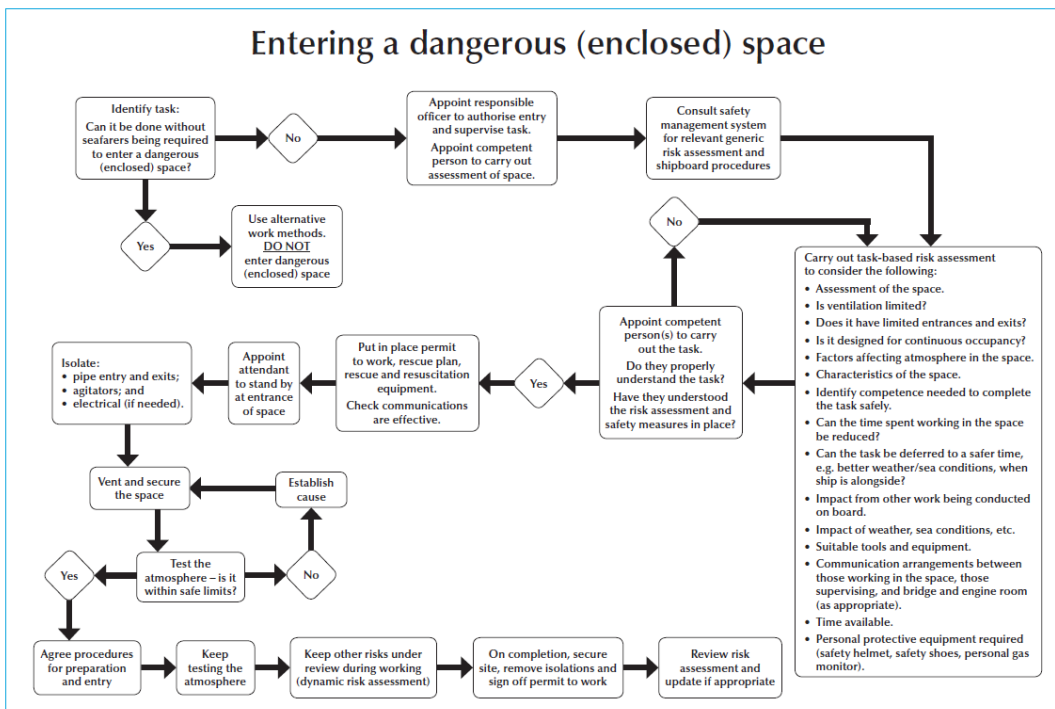 Entering a dangerous (enclosed) space
Identify task:
Can it be done without
seafarers being required
to enter a dangerous
(enclosed) space?
No
Appoint responsible
officer to authorise entry
and supervise task.
Appoint competent
person to carry out
assessment of space.
Consult safety
management system
for relevant generic
risk assessment and
shipboard procedures
Yes
Use alternative
work methods.
DO NOT
enter dangerous
(enclosed) space
No
Carry out task-based risk assessment
to consider the following:
• Assessment of the space.
• Is ventilation limited?
• Does it have limited entrances and exits?
• Is it designed for continuous occupancy?
• Factors affecting atmosphere in the space.
• Characteristics of the space.
• Identify competence needed to complete
the task safely.
• Can the time spent working in the space
be reduced?
• Can the task be deferred to a safer time,
e.g. better weather/sea conditions, when
ship is alongside?
• Impact from other work being conducted
on board.
• Impact of weather, sea conditions, etc.
• Suitable tools and equipment.
• Communication arrangements between
those working in the space, those
supervising, and bridge and engine room
(as appropriate).
• Time available.
• Personal protective equipment required
(safety helmet, safety shoes, personal gas
monitor).
Appoint competent
person(s) to carry
out the task.
Do they properly
understand the task?
Have they understood
the risk assessment and
safety measures in place?
Yes
Put in place permit
to work, rescue plan,
rescue and resuscitation
equipment.
Check communications
are effective.
Appoint
attendant
to stand by
at entrance
of space
Isolate:
• pipe entry and exits;
• agitators; and
• electrical (if needed).
Vent and secure
the space
Establish
cause
Test the
atmosphere – is it
within safe limits?
No
Yes
Agree procedures
for preparation
and entry
Keep
testing the
atmosphere
Keep other risks under
review during working
(dynamic risk assessment)
On completion, secure
site, remove isolations and
sign off permit to work
Review risk
assessment and
update if appropriate